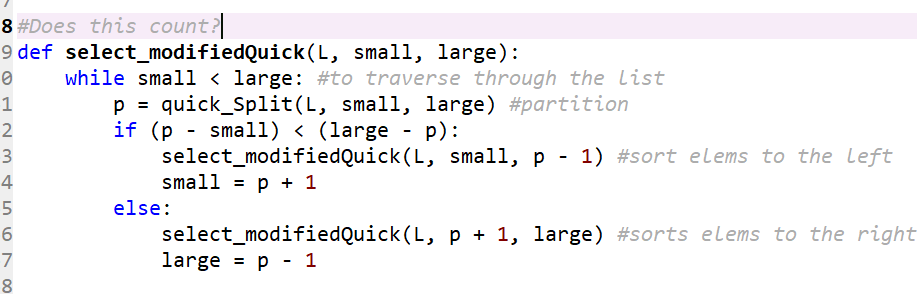 8 #Does this count?
9 def select_modifiedQuick(L, small, large):
0     while small < large: #to traverse through the list
1         p = quick_Split(L, small, large) #partition
2         if (p - small) < (large - p):
3             select_modifiedQuick(L, small, p - 1) #sort elems to the left
4             small = p + 1
5         else:
6             select_modifiedQuick(L, p + 1, large) #sorts elems to the right
7             large = p - 1
8